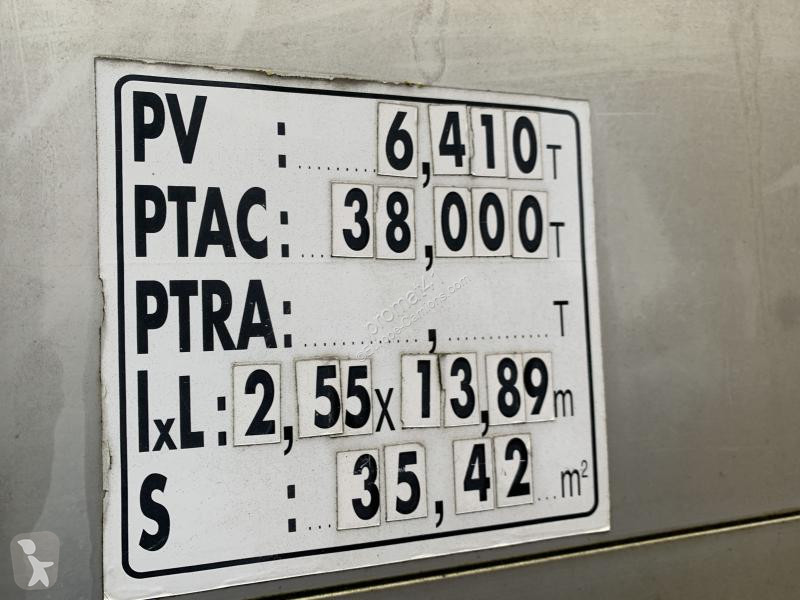 PV : 6,410 T
PTAC : 38,000 T
PTRA : , T
lxL : 2,55 x 13,89 m
S : 35,42 m²